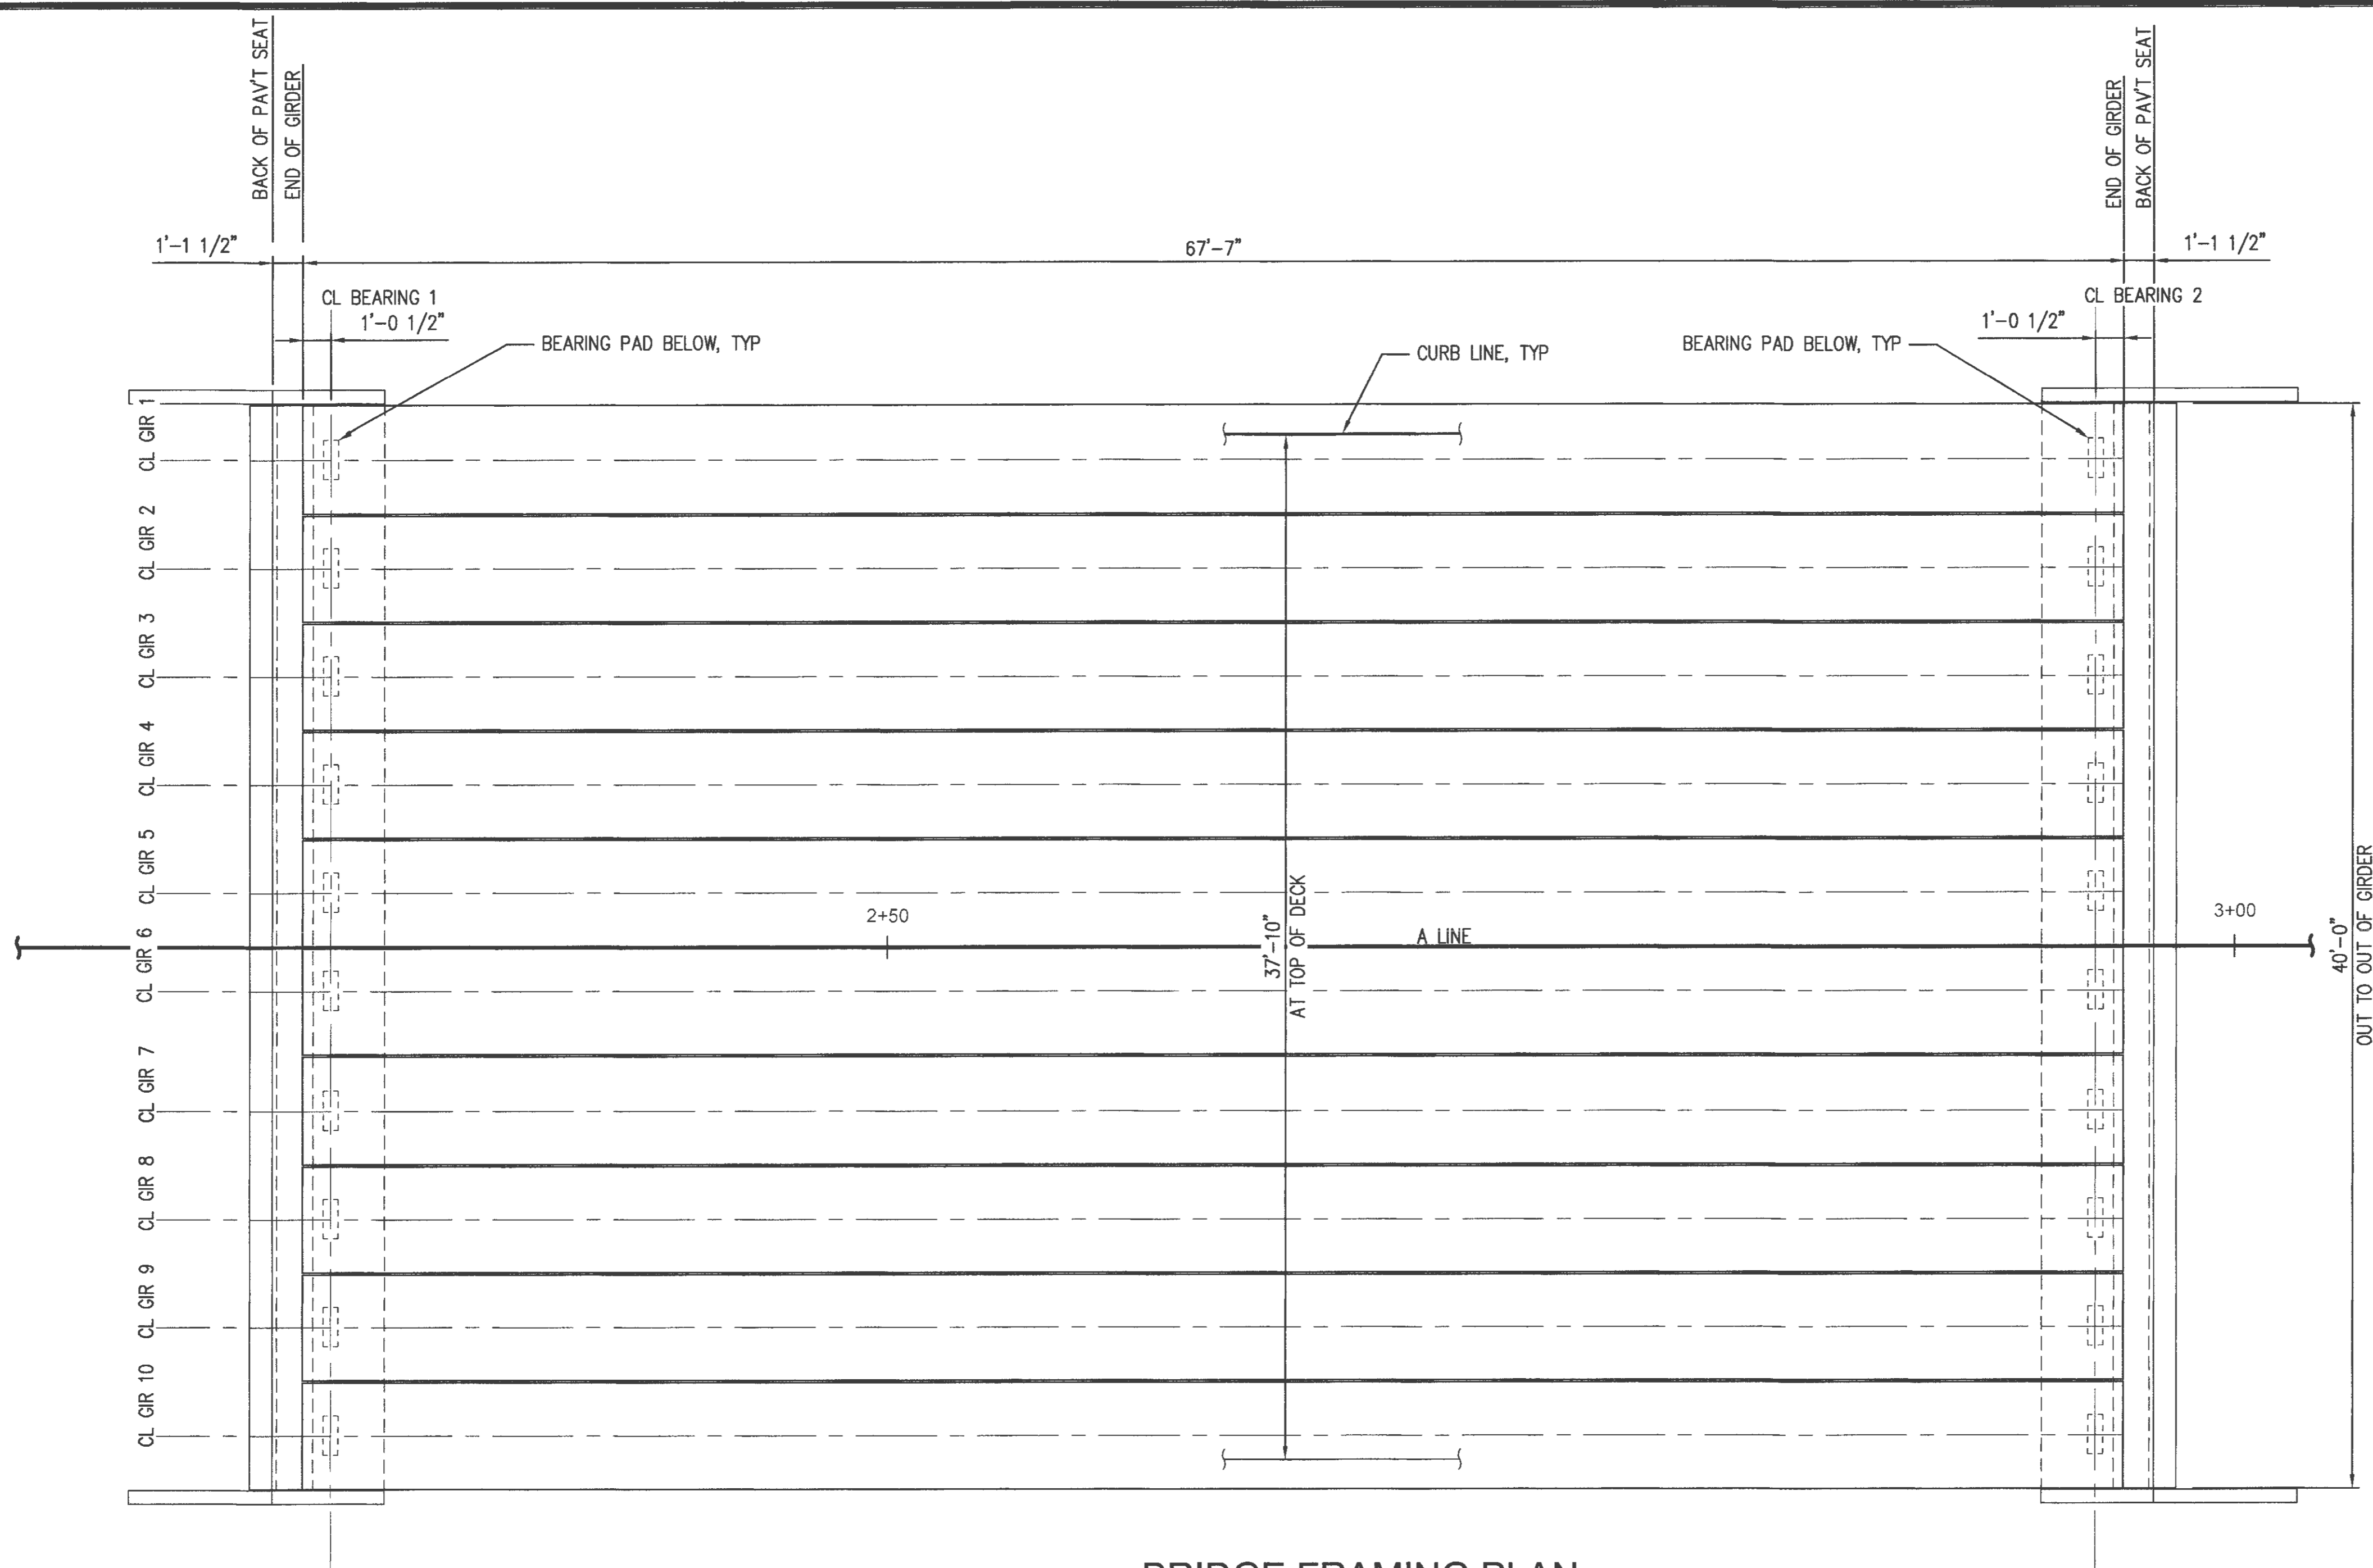 BACK OF PAV'T SEAT
END OF GIRDER
END OF GIRDER
BACK OF PAV'T SEAT
1'-1 1/2"
67'-7"
1'-1 1/2"
CL BEARING 1
1'-0 1/2"
BEARING PAD BELOW, TYP
CURB LINE, TYP
BEARING PAD BELOW, TYP
CL BEARING 2
1'-0 1/2"
CL GIR 1
CL GIR 2
CL GIR 3
CL GIR 4
CL GIR 5
CL GIR 6
CL GIR 7
CL GIR 8
CL GIR 9
CL GIR 10
2+50
37'-10"
AT TOP OF DECK
A LINE
3+00
40'-0"
OUT TO OUT OF GIRDER
BRIDGE FRAMING PLAN